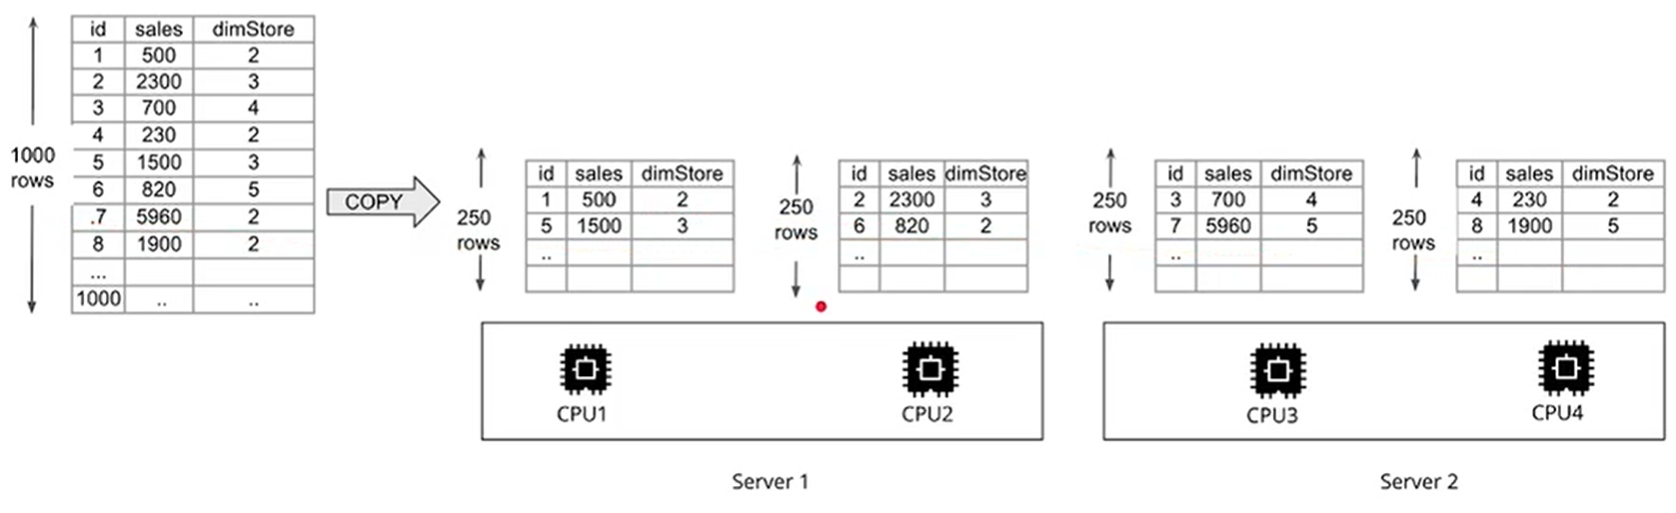 id sales dimStore
1 500 2
2 2300 3
3 700 4
4 230 2
5 1500 3
6 820 5
.7 5960 2
8 1900 2
...
1000 .. ..
1000
rows
COPY
250
rows
id sales dimStore
1 500 2
5 1500 3
..
250
rows
id sales dimStore
2 2300 3
6 820 2
..
250
rows
id sales dimStore
3 700 4
7 5960 5
..
250
rows
id sales dimStore
4 230 2
8 1900 5
..
CPU1
CPU2
CPU3
CPU4
Server 1
Server 2